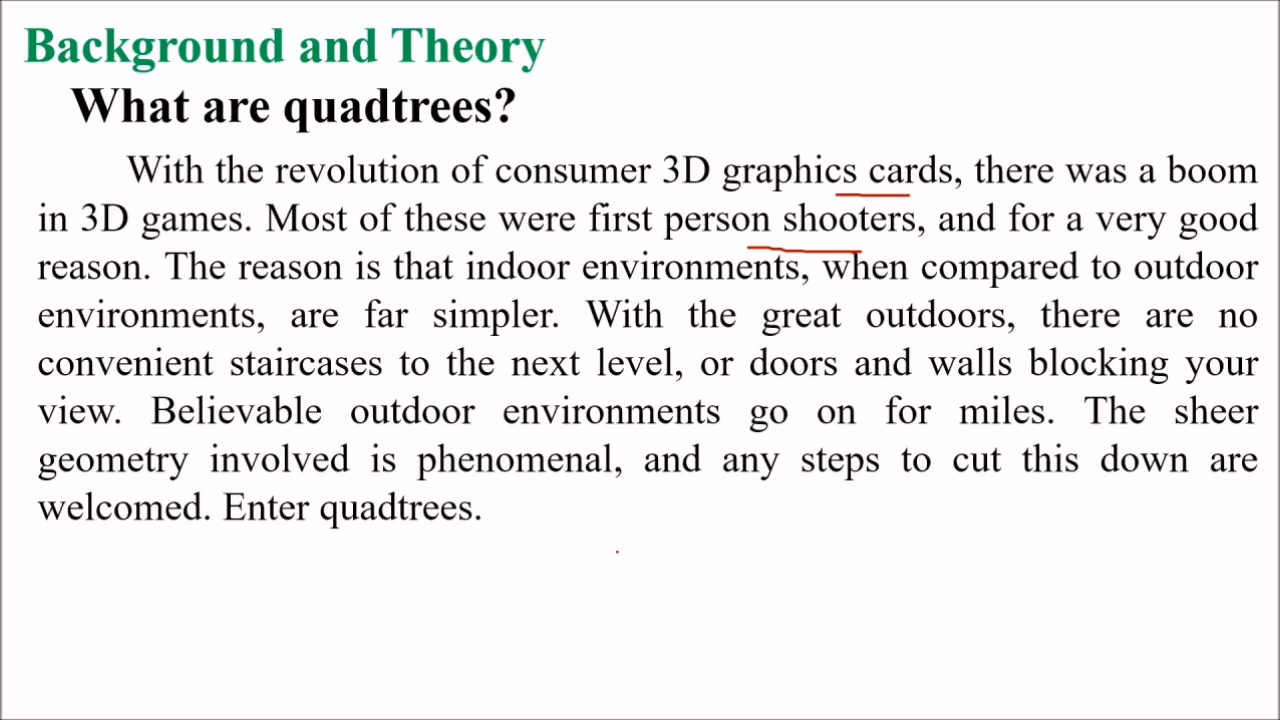 Background and Theory
What are quadtrees?
With the revolution of consumer 3D graphics cards, there was a boom
in 3D games. Most of these were first person shooters, and for a very good
reason. The reason is that indoor environments, when compared to outdoor
environments, are far simpler. With the great outdoors, there are no
convenient staircases to the next level, or doors and walls blocking your
view. Believable outdoor environments go on for miles. The sheer
geometry involved is phenomenal, and any steps to cut this down are
welcomed. Enter quadtrees.